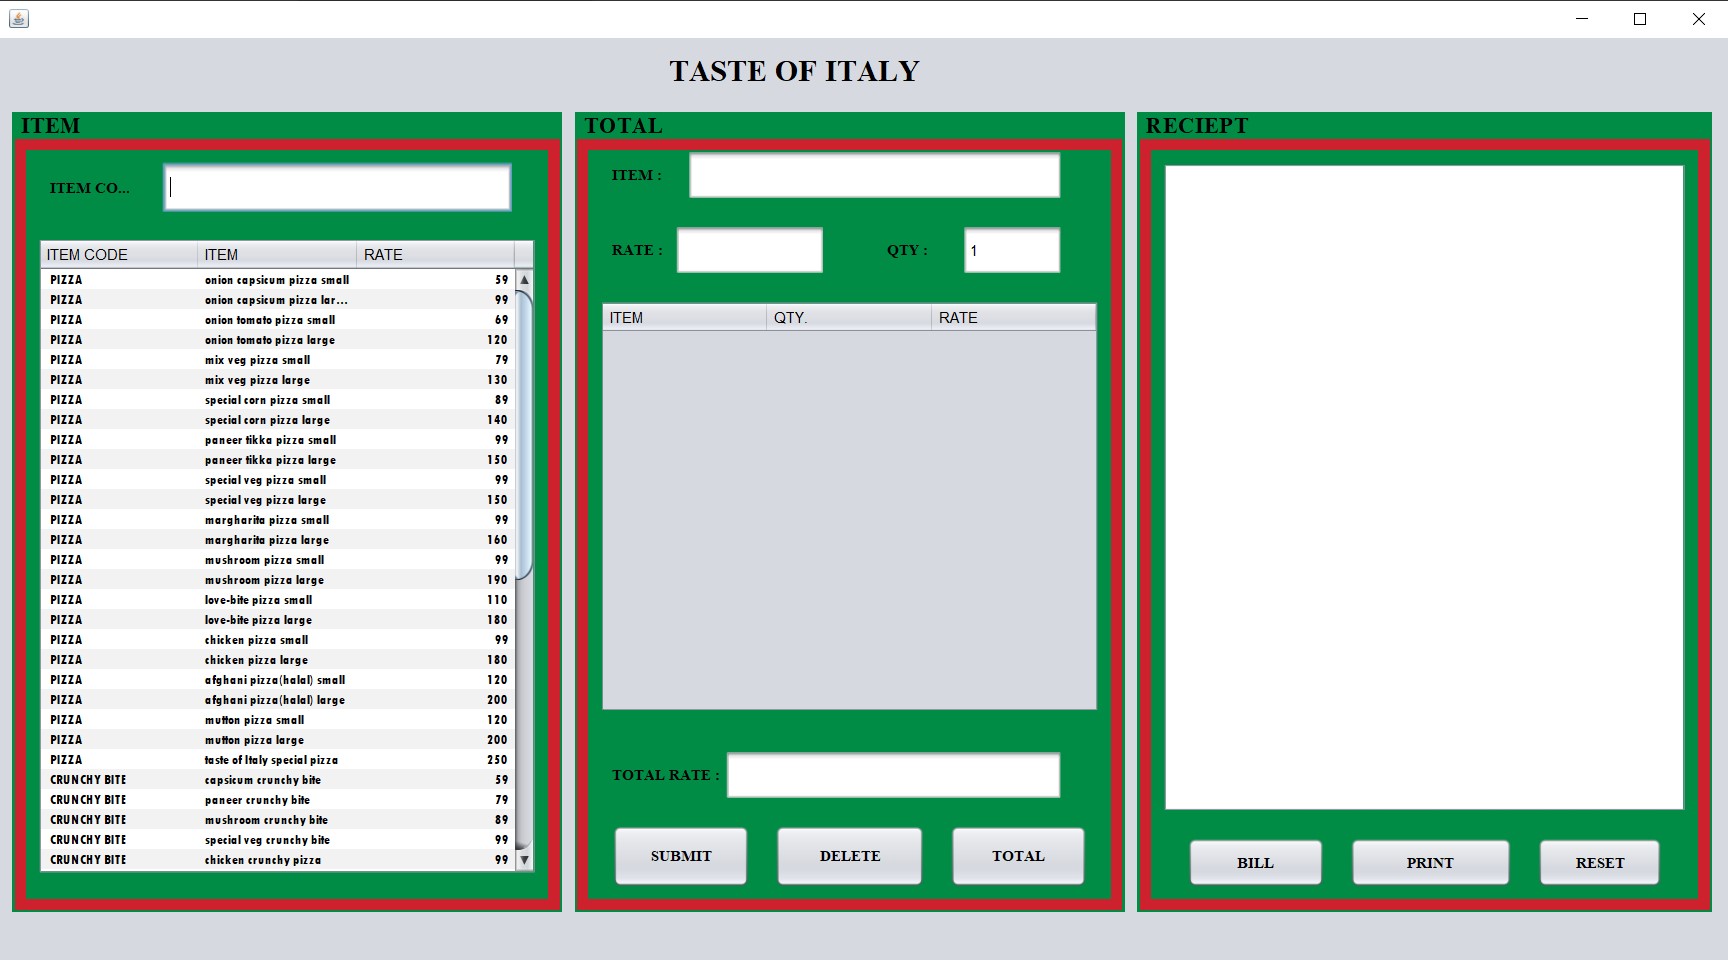 TASTE OF ITALY
ITEM
ITEM CO...
ITEM CODE ITEM RATE
PIZZA onion capsicum pizza small 59
PIZZA onion capsicum pizza lar... 99
PIZZA onion tomato pizza small 69
PIZZA onion tomato pizza large 120
PIZZA mix veg pizza small 79
PIZZA mix veg pizza large 130
PIZZA special corn pizza small 89
PIZZA special corn pizza large 140
PIZZA paneer tikka pizza small 99
PIZZA paneer tikka pizza large 150
PIZZA special veg pizza small 99
PIZZA special veg pizza large 150
PIZZA margharita pizza small 99
PIZZA margharita pizza large 160
PIZZA mushroom pizza small 99
PIZZA mushroom pizza large 190
PIZZA love-bite pizza small 110
PIZZA love-bite pizza large 180
PIZZA chicken pizza small 99
PIZZA chicken pizza large 180
PIZZA afghani pizza(halal) small 120
PIZZA afghani pizza(halal) large 200
PIZZA mutton pizza small 120
PIZZA mutton pizza large 200
PIZZA taste of Italy special pizza 250
CRUNCHY BITE capsicum crunchy bite 59
CRUNCHY BITE paneer crunchy bite 79
CRUNCHY BITE mushroom crunchy bite 89
CRUNCHY BITE special veg crunchy bite 99
CRUNCHY BITE chicken crunchy pizza 99
TOTAL
ITEM :
RATE : QTY : 1
ITEM QTY. RATE
TOTAL RATE :
SUBMIT DELETE TOTAL
RECIEPT
BILL PRINT RESET